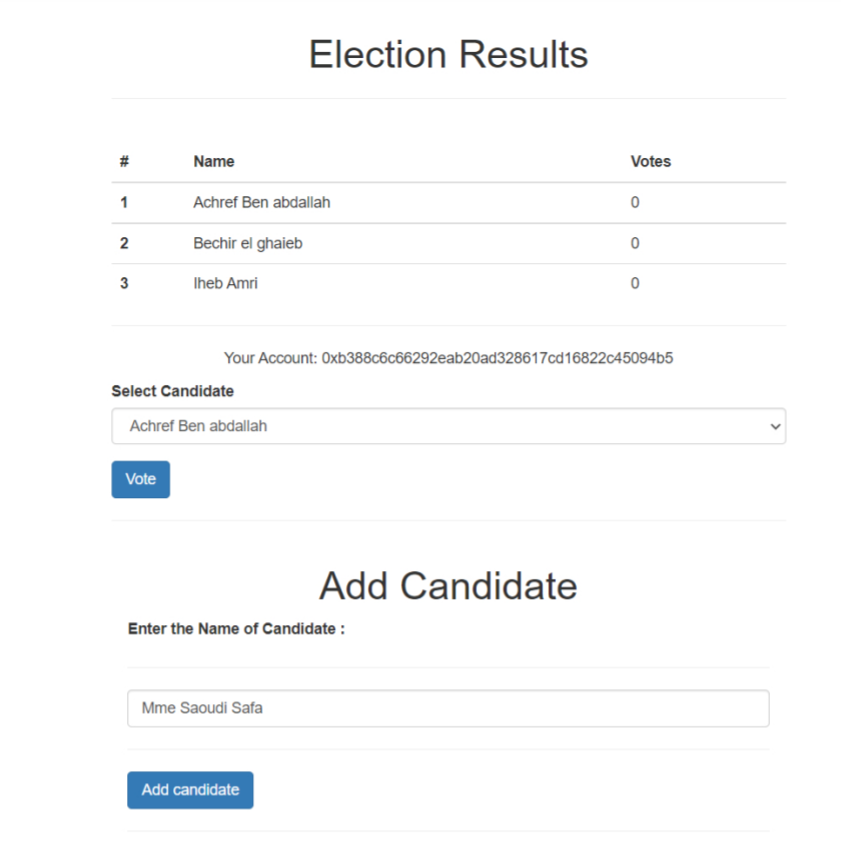 Election Results
# Name Votes
1 Achref Ben abdallah 0
2 Bechir el ghaieb 0
3 Iheb Amri 0
Your Account: 0xb388c6c66292eab20ad328617cd16822c45094b5
Select Candidate
Achref Ben abdallah
Vote
Add Candidate
Enter the Name of Candidate :
Mme Saoudi Safa
Add candidate